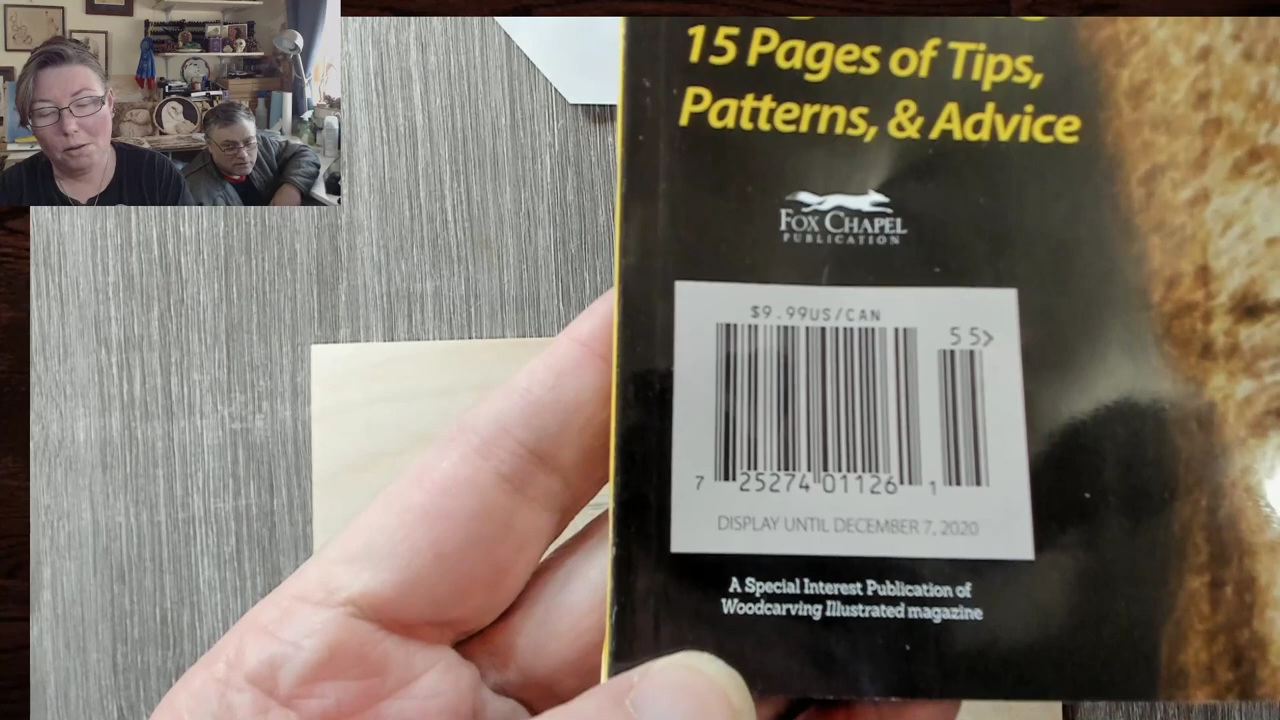 15 Pages of Tips,
Patterns, & Advice
FOX CHAPEL
PUBLICATION
$9.99US/CAN
55>
7 25274 01126 1
DISPLAY UNTIL DECEMBER 7, 2020
A Special Interest Publication of
Woodcarving Illustrated magazine